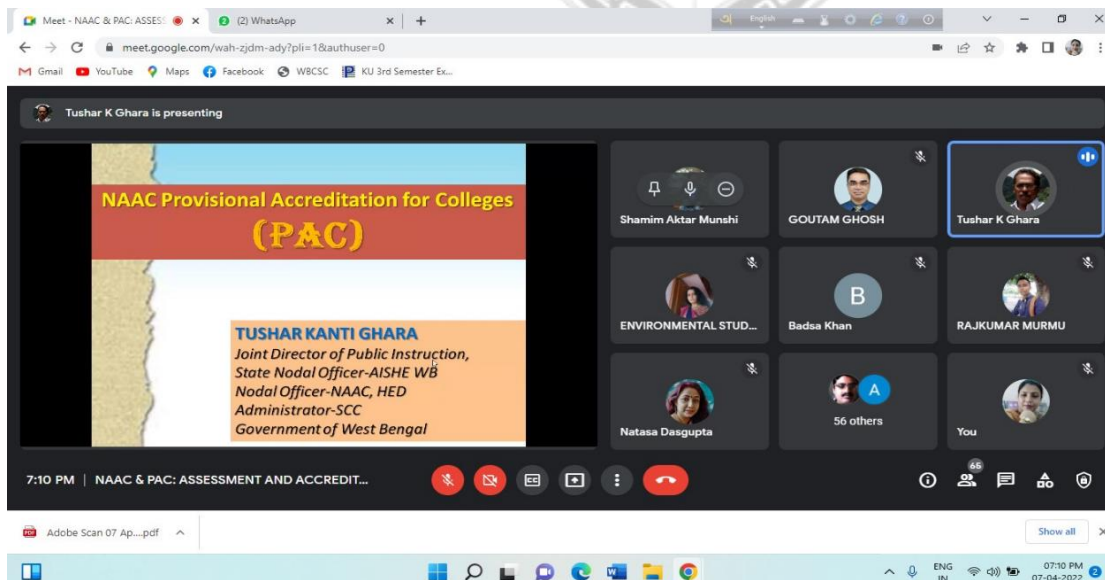 Meet - NAAC & PAC: ASSESS
(2) WhatsApp
English
meet.google.com/wah-zjdm-ady?pli=1&authuser=0
Gmail YouTube Maps Facebook WBCSC KU 3rd Semester Ex...
Tushar K Ghara is presenting
NAAC Provisional Accreditation for Colleges
(PAC)
TUSHAR KANTI GHARA
Joint Director of Public Instruction,
State Nodal Officer-AISHE WB
Nodal Officer-NAAC, HED
Administrator-SCC
Government of West Bengal
Shamim Aktar Munshi
GOUTAM GHOSH
Tushar K Ghara
ENVIRONMENTAL STUD...
B
Badsa Khan
RAJKUMAR MURMU
Natasa Dasgupta
A
56 others
You
7:10 PM | NAAC & PAC: ASSESSMENT AND ACCREDIT...
65
Adobe Scan 07 Ap....pdf
Show all
ENG
IN
07:10 PM
07-04-2022
2